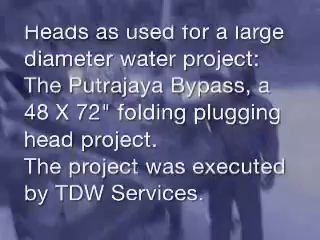 Heads as used for a large
diameter water project:
The Putrajaya Bypass, a
48 X 72" folding plugging
head project.
The project was executed
by TDW Services.